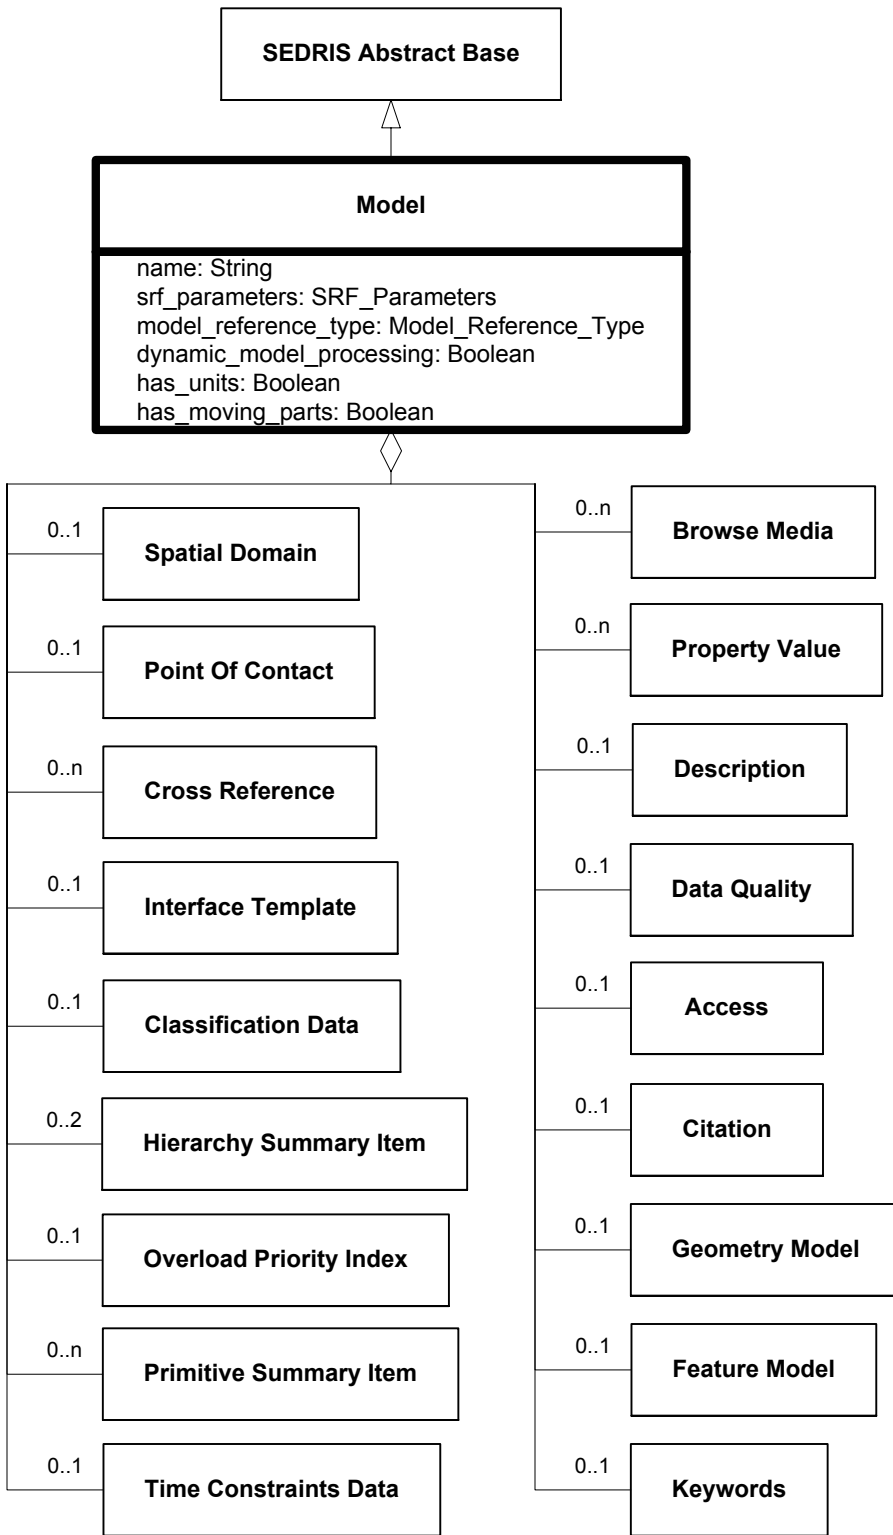 SEDRIS Abstract Base
Model
name: String
srf_parameters: SRF_Parameters
model_reference_type: Model_Reference_Type
dynamic_model_processing: Boolean
has_units: Boolean
has_moving_parts: Boolean
0..1
Spatial Domain
0..1
Point Of Contact
0..n
Cross Reference
0..1
Interface Template
0..1
Classification Data
0..2
Hierarchy Summary Item
0..1
Overload Priority Index
0..n
Primitive Summary Item
0..1
Time Constraints Data
0..n
Browse Media
0..n
Property Value
0..1
Description
0..1
Data Quality
0..1
Access
0..1
Citation
0..1
Geometry Model
0..1
Feature Model
0..1
Keywords